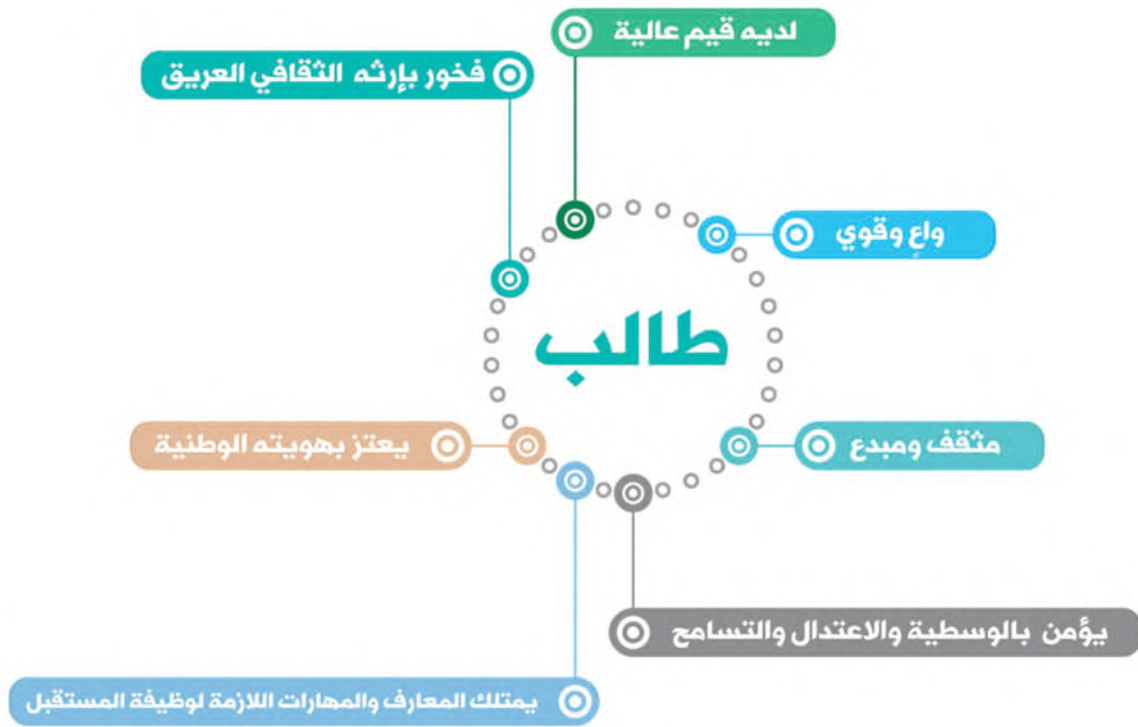 لديه قيم عالية
فخور بإرثه الثقافي العريق
واعٍ وقوي
طالب
مثقف ومبدع
يعتز بهويته الوطنية
يؤمن بالوسطية والاعتدال والتسامح
يمتلك المعارف والمهارات اللازمة لوظيفة المستقبل